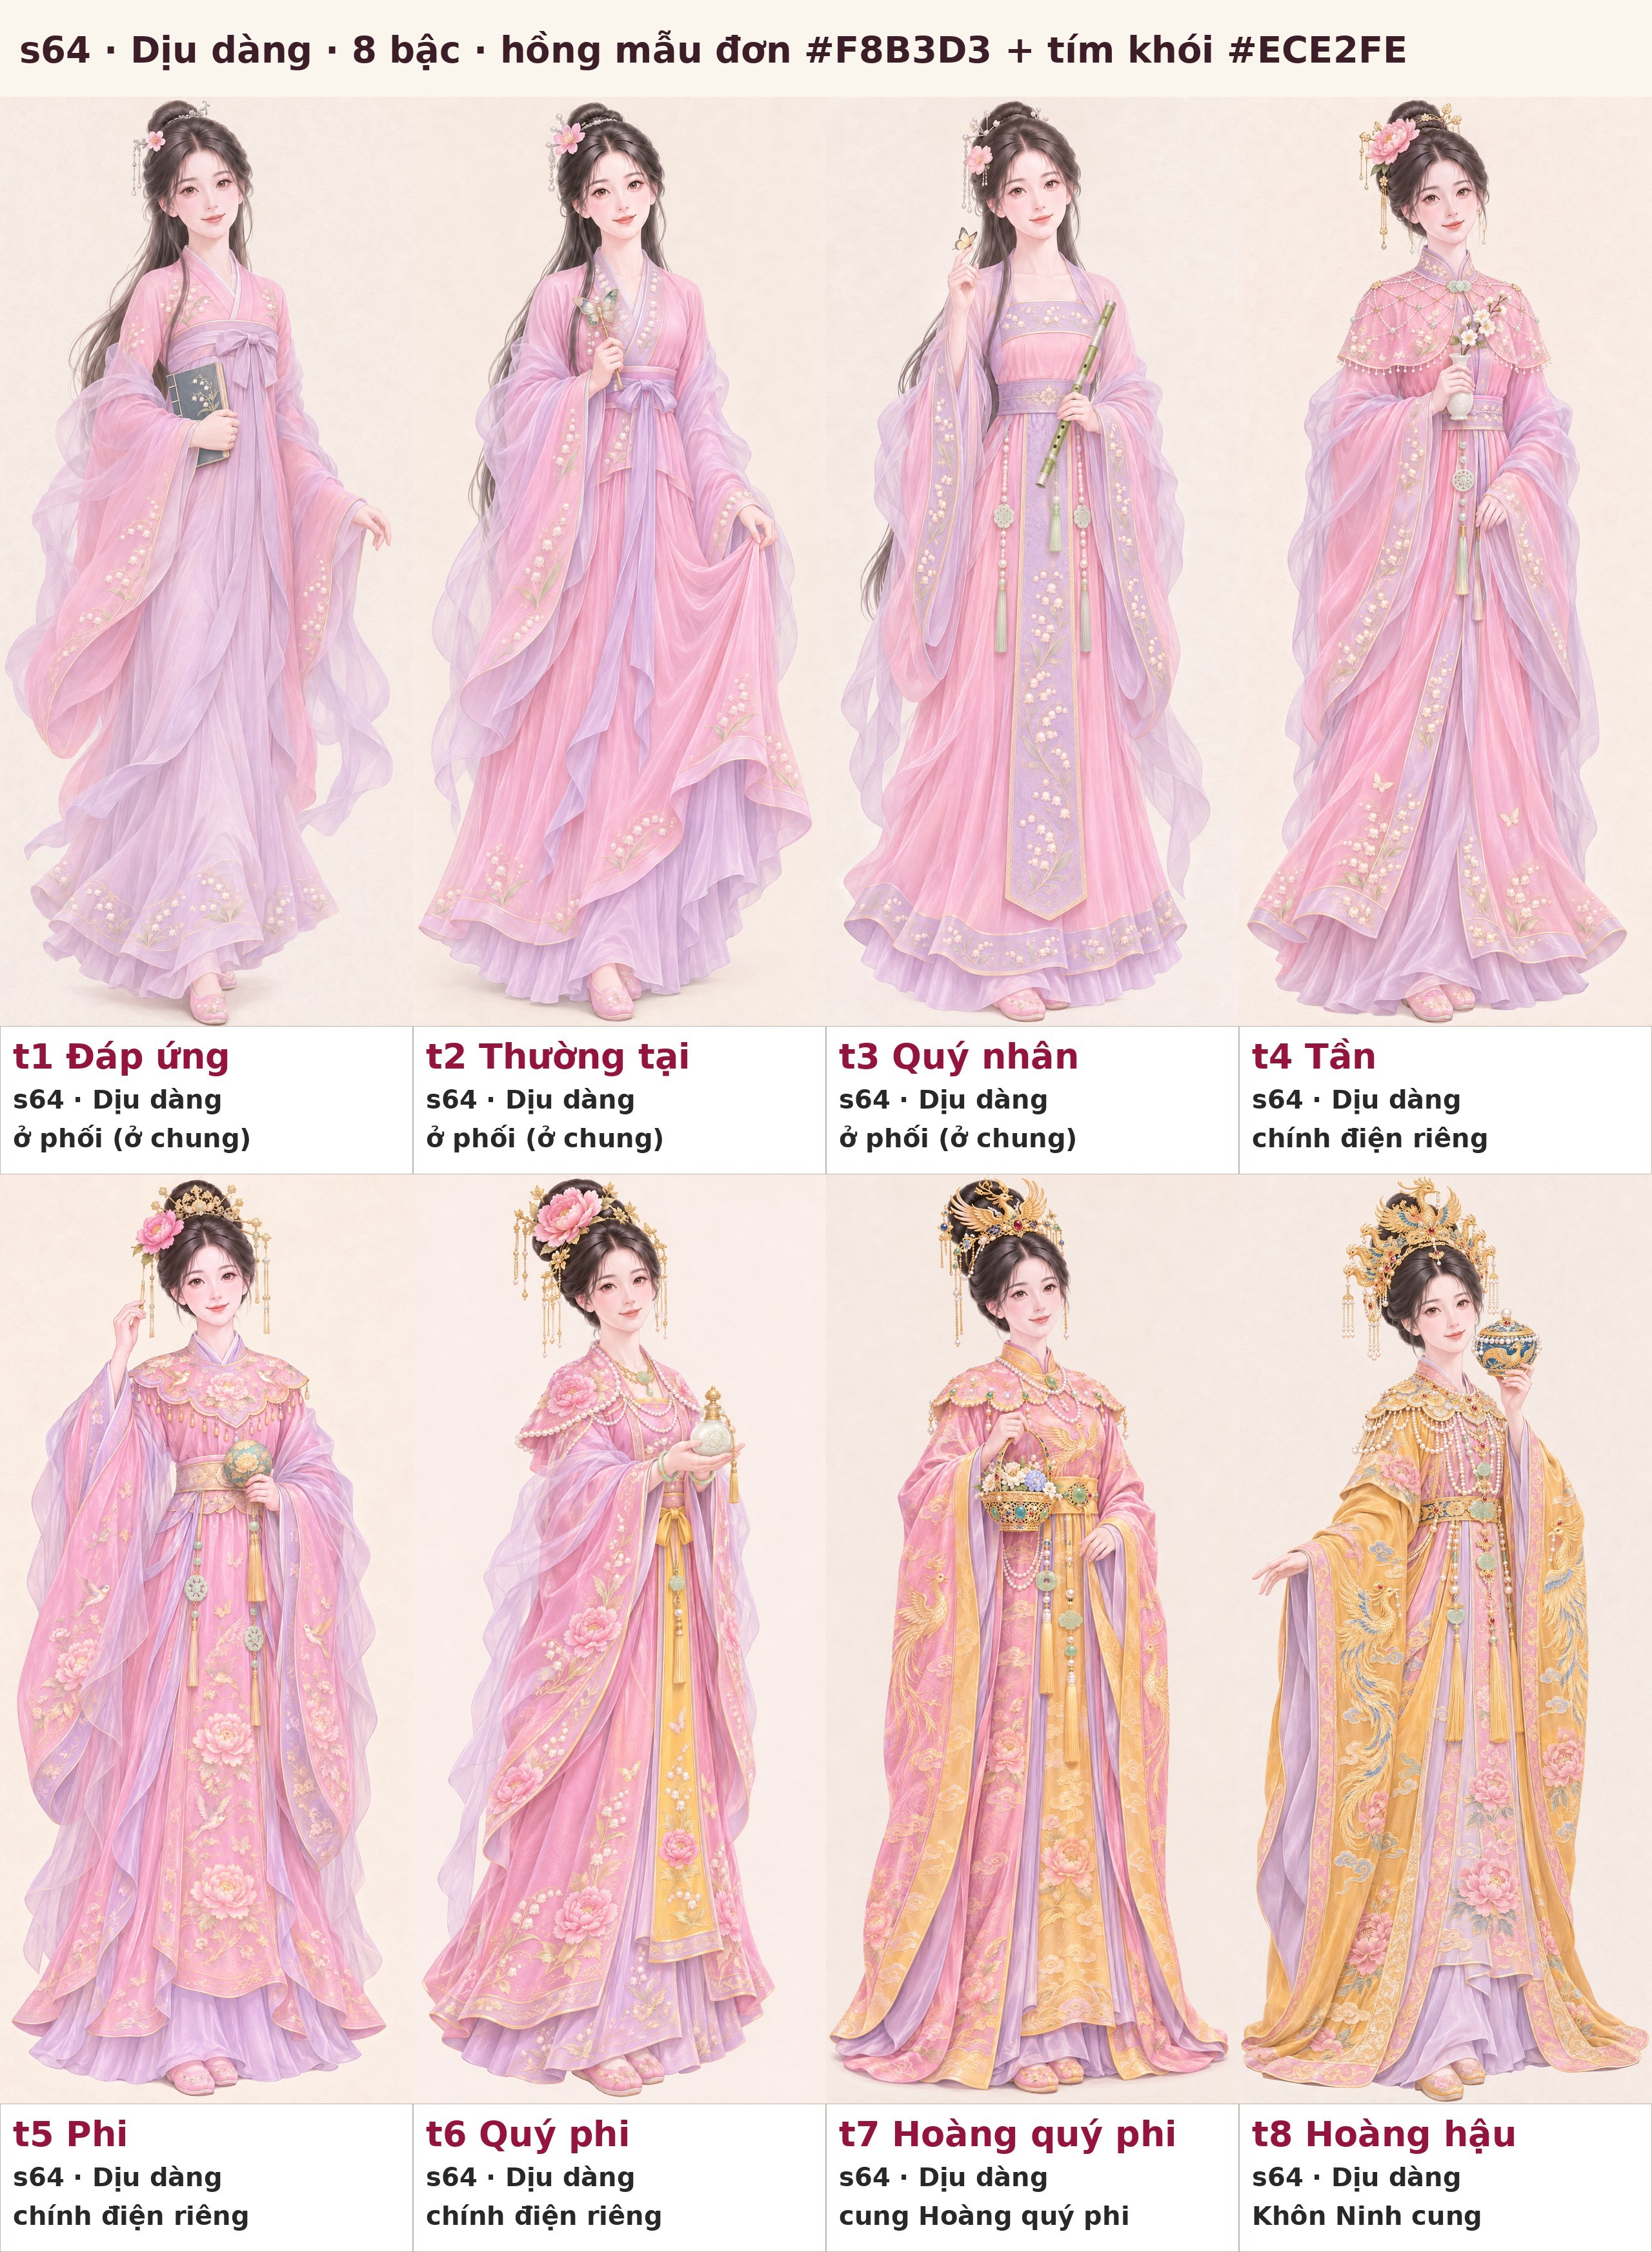 s64 · Dịu dàng · 8 bậc · hồng mẫu đơn #F8B3D3 + tím khói #ECE2FE
t1 Đáp ứng
s64 · Dịu dàng
ở phối (ở chung)
t2 Thường tại
s64 · Dịu dàng
ở phối (ở chung)
t3 Quý nhân
s64 · Dịu dàng
ở phối (ở chung)
t4 Tần
s64 · Dịu dàng
chính điện riêng
t5 Phi
s64 · Dịu dàng
chính điện riêng
t6 Quý phi
s64 · Dịu dàng
chính điện riêng
t7 Hoàng quý phi
s64 · Dịu dàng
cung Hoàng quý phi
t8 Hoàng hậu
s64 · Dịu dàng
Khôn Ninh cung